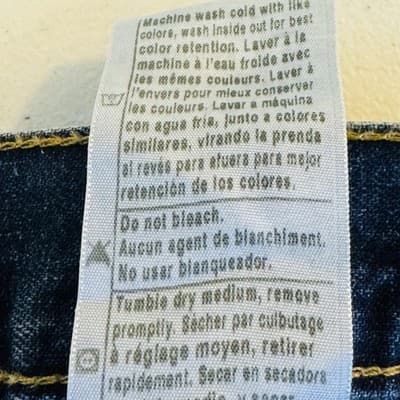 Machine wash cold with like
colors, wash inside out for best
color retention. Laver à la
machine à l'eau froide avec
les mêmes couleurs. Laver à
l'envers pour mieux conserver
les couleurs. Lavar a máquina
con agua fria, junto a colores
similares, virando la prenda
al revés para afuera para mejor
retención de los colores.
Do not bleach.
Aucun agent de blanchiment.
No usar blanqueador.
Tumble dry medium, remove
promptly. Sécher par culbutage
à réglage moyen, retirer
rapidement. Secar en secadora
medio, y sacar